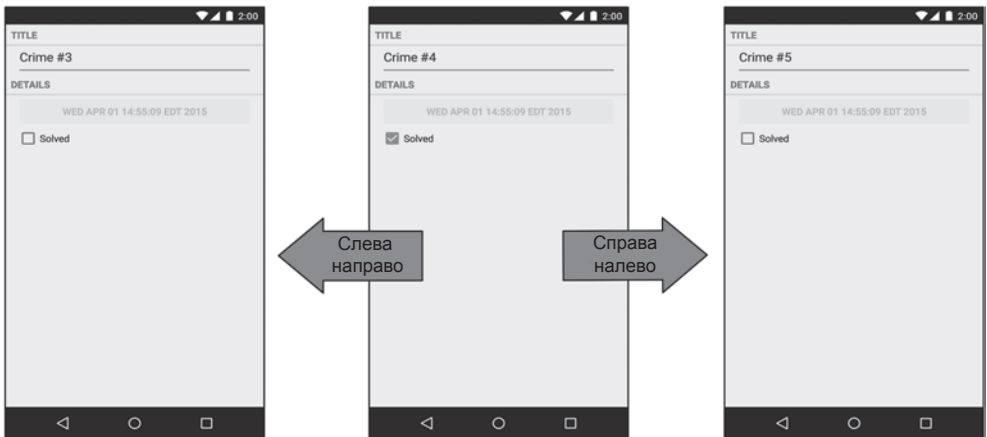 2:00
TITLE
Crime #3
DETAILS
WED APR 01 14:55:09 EDT 2015
Solved
2:00
TITLE
Crime #4
DETAILS
WED APR 01 14:55:09 EDT 2015
Solved
2:00
TITLE
Crime #5
DETAILS
WED APR 01 14:55:09 EDT 2015
Solved
Слева
направо
Справа
налево